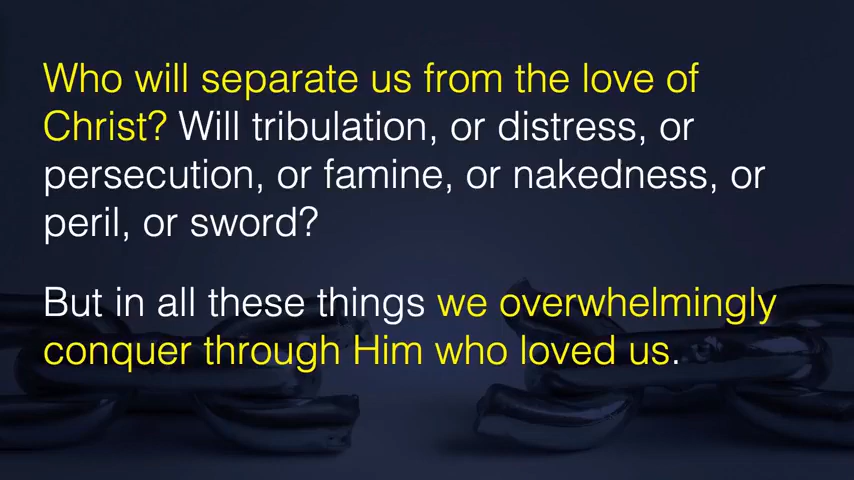 Who will separate us from the love of
Christ? Will tribulation, or distress, or
persecution, or famine, or nakedness, or
peril, or sword?
But in all these things we overwhelmingly
conquer through Him who loved us.